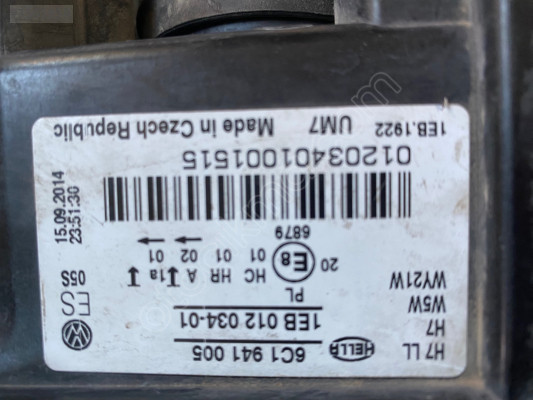 H7 LL
H7
W5W
WY21W
HELLA
6C1 941 005
1EB 012 034-01
PL
ES
05S
HC HR A 1a
01 01 02 01
20
E8
6879
01203401001515
1EB.1922 UM7 Made in Czech Republic
23:51:30
15.09.2014